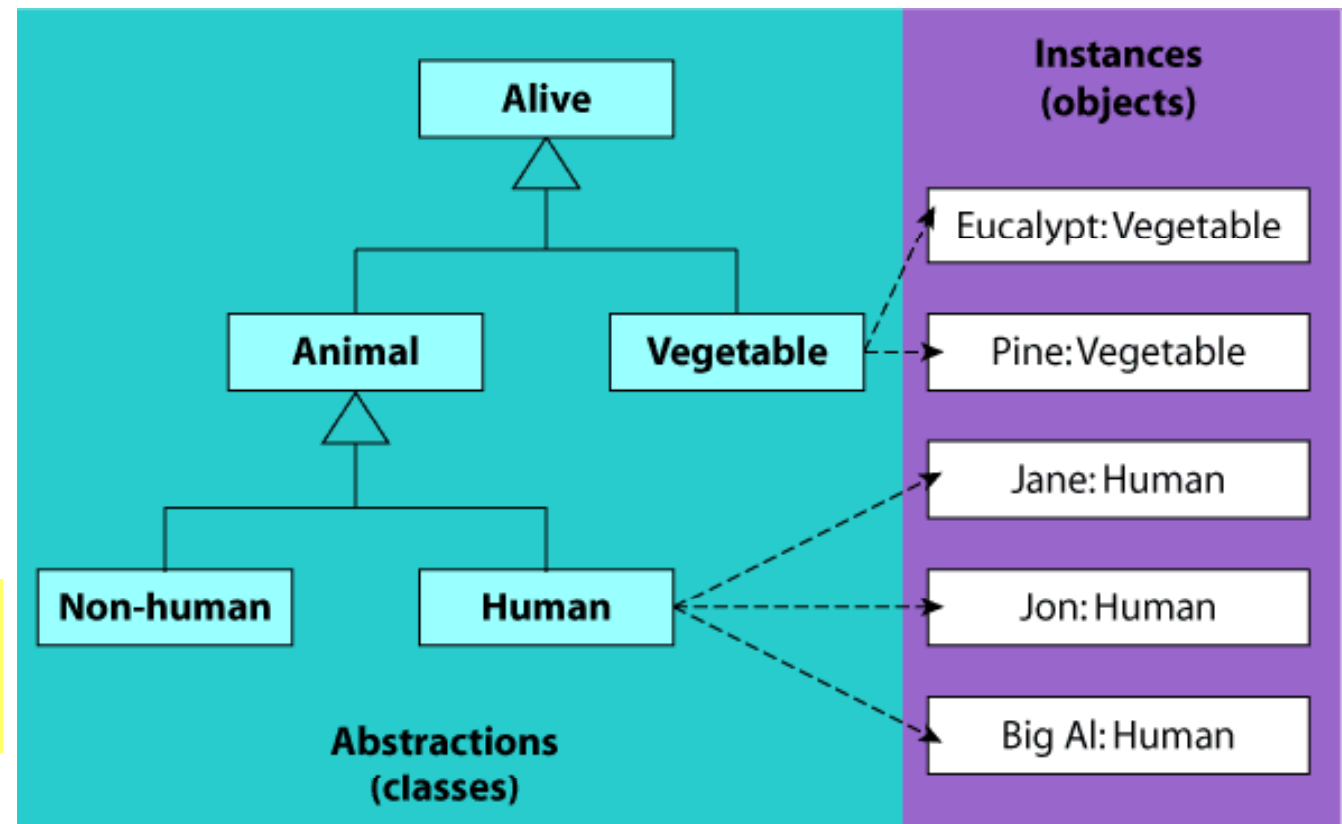 Alive
Animal
Vegetable
Non-human
Human
Abstractions
(classes)
Instances
(objects)
Eucalypt: Vegetable
Pine: Vegetable
Jane: Human
Jon: Human
Big Al: Human